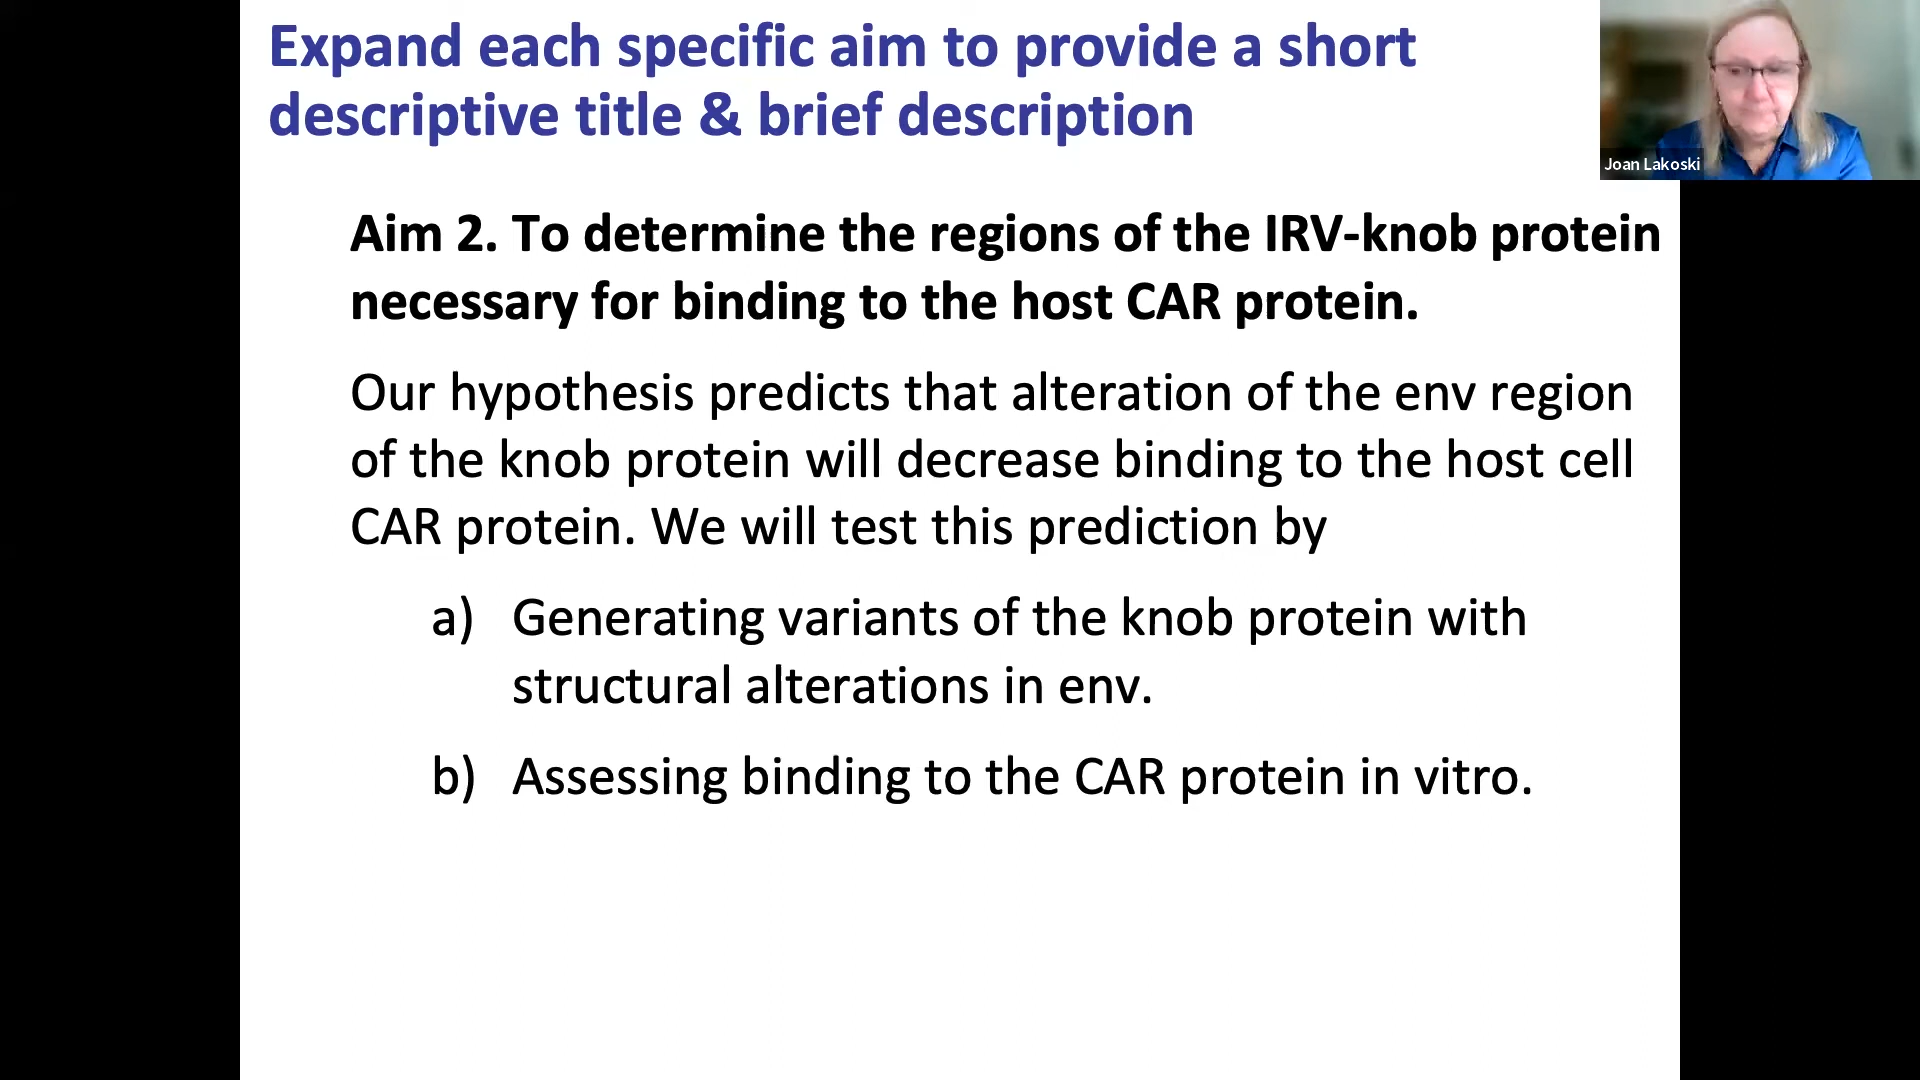 Expand each specific aim to provide a short
descriptive title & brief description
Joan Lakoski
Aim 2. To determine the regions of the IRV-knob protein
necessary for binding to the host CAR protein.
Our hypothesis predicts that alteration of the env region
of the knob protein will decrease binding to the host cell
CAR protein. We will test this prediction by
a) Generating variants of the knob protein with
structural alterations in env.
b) Assessing binding to the CAR protein in vitro.